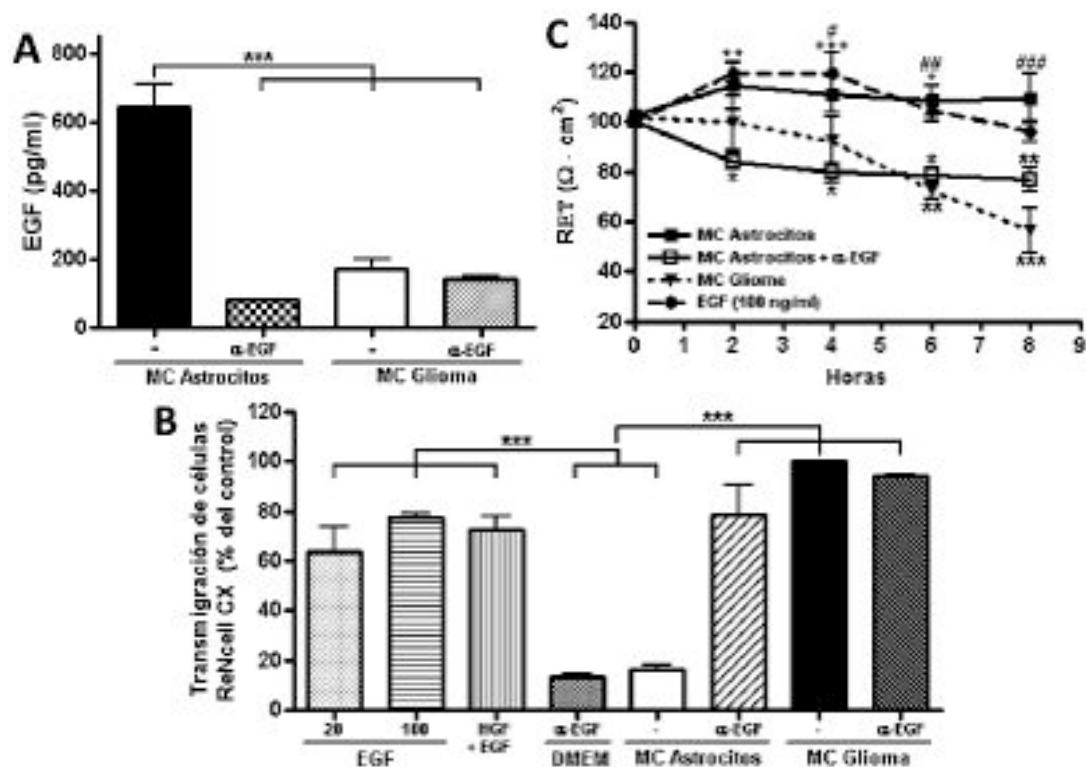 A
EGF (pg/ml)
800
600
400
200
0
***
-
α-EGF
-
α-EGF
MC Astrocitos
MC Glioma
C
RET (Ω · cm²)
140
120
100
80
60
40
20
**
#
***
##
*
###
*
*
*
**
**
***
MC Astrocitos
MC Astrocitos + α-EGF
MC Glioma
EGF (100 ng/ml)
0 1 2 3 4 5 6 7 8 9
Horas
B
Transmigración de células
ReNcell CX (% del control)
120
100
80
60
40
20
0
***
***
20
100
HGF
+ EGF
α-EGF
-
α-EGF
-
α-EGF
EGF
DMEM
MC Astrocitos
MC Glioma